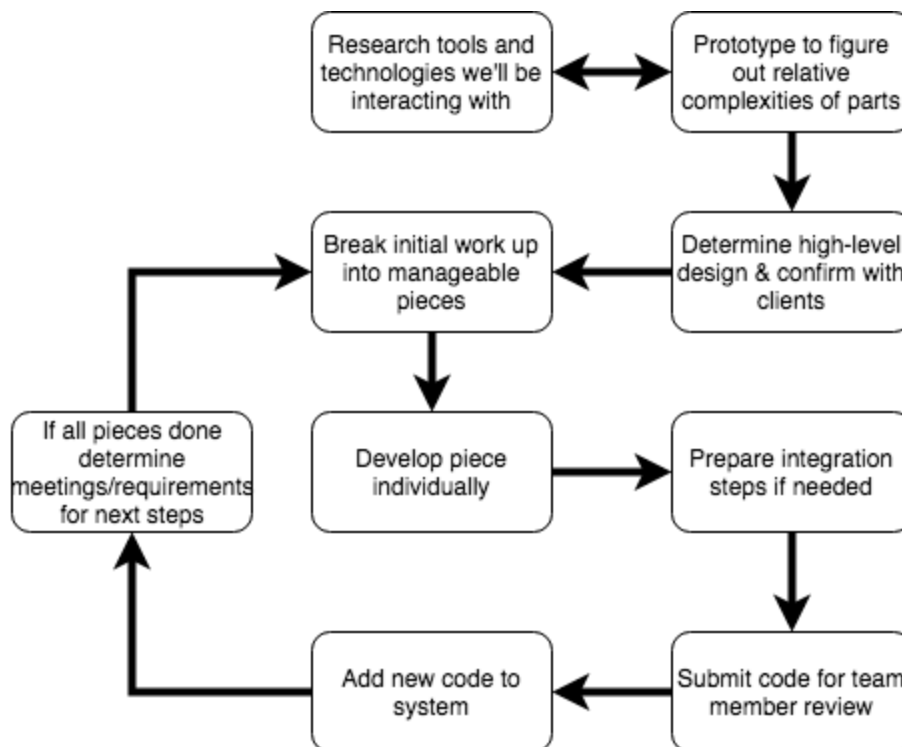 Research tools and
technologies we'll be
interacting with
Prototype to figure
out relative
complexities of parts
Break initial work up
into manageable
pieces
Determine high-level
design & confirm with
clients
If all pieces done
determine
meetings/requirements
for next steps
Develop piece
individually
Prepare integration
steps if needed
Add new code to
system
Submit code for team
member review